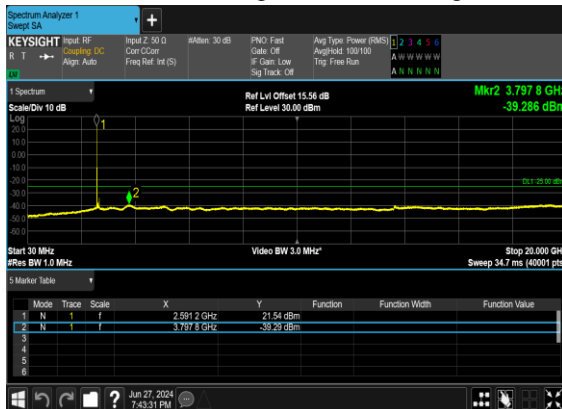 Spectrum Analyzer 1
Swept SA
KEYSIGHT Input: RF Input Z: 50 Ω #Atten: 30 dB PNO: Fast Avg Type: Power (RMS) 1 2 3 4 5 6
R T Coupling: DC Corr CCorr Gate: Off Avg|Hold: 100/100 A W W W W W
Align: Auto Freq Ref: Int (S) IF Gain: Low Trig: Free Run
LXI Sig Track: Off A N N N N N
1 Spectrum Ref Lvl Offset 15.56 dB Mkr2 3.797 8 GHz
Scale/Div 10 dB Ref Level 30.00 dBm -39.286 dBm
Log
20.0
10.0
0.00
-10.0
-20.0
DL1 -25.00 dBm
-30.0
-40.0
-50.0
-60.0
1
2
Start 30 MHz Video BW 3.0 MHz* Stop 20.000 GH
#Res BW 1.0 MHz Sweep 34.7 ms (40001 pts
5 Marker Table
Mode Trace Scale X Y Function Function Width Function Value
1 N 1 f 2.591 2 GHz 21.54 dBm
2 N 1 f 3.797 8 GHz -39.29 dBm
3
4
5
6
? Jun 27, 2024
7:43:31 PM